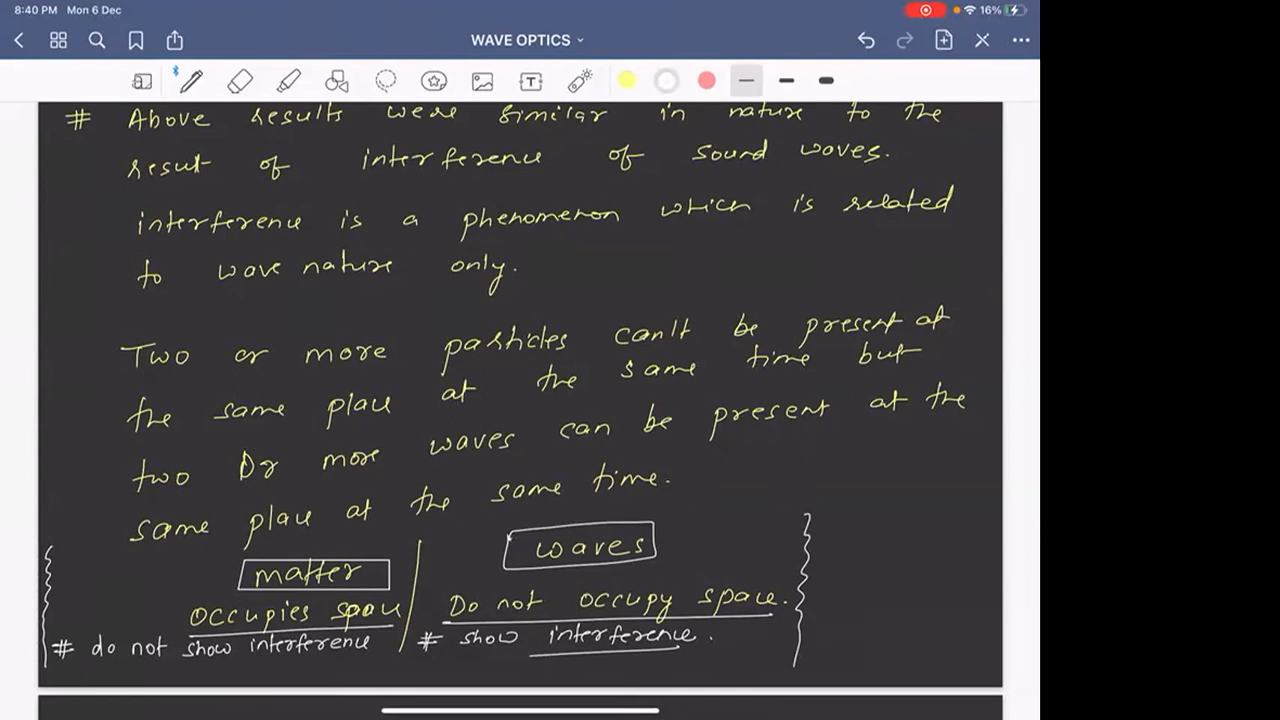 8:40 PM Mon 6 Dec
16%
WAVE OPTICS
# Above results were similar in nature to the
result of interference of sound waves.
interference is a phenomenon which is related
to wave nature only.
Two or more particles can't be present at
the same place at the same time but
two Or more waves can be present at the
same place at the same time.
matter
waves
occupies space
Do not occupy space.
# do not show interference
# show interference.